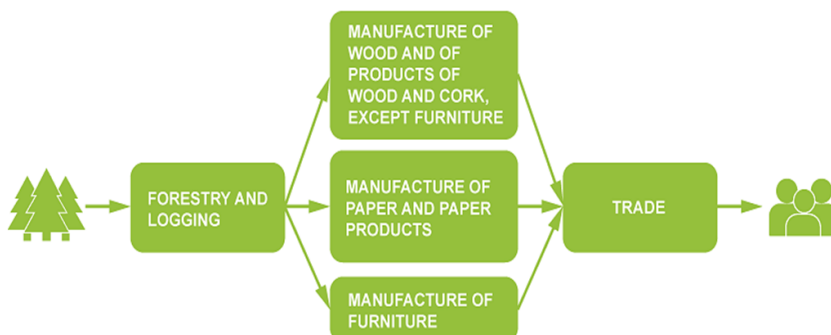 MANUFACTURE OF
WOOD AND OF
PRODUCTS OF
WOOD AND CORK,
EXCEPT FURNITURE
FORESTRY AND
LOGGING
MANUFACTURE OF
PAPER AND PAPER
PRODUCTS
TRADE
MANUFACTURE OF
FURNITURE